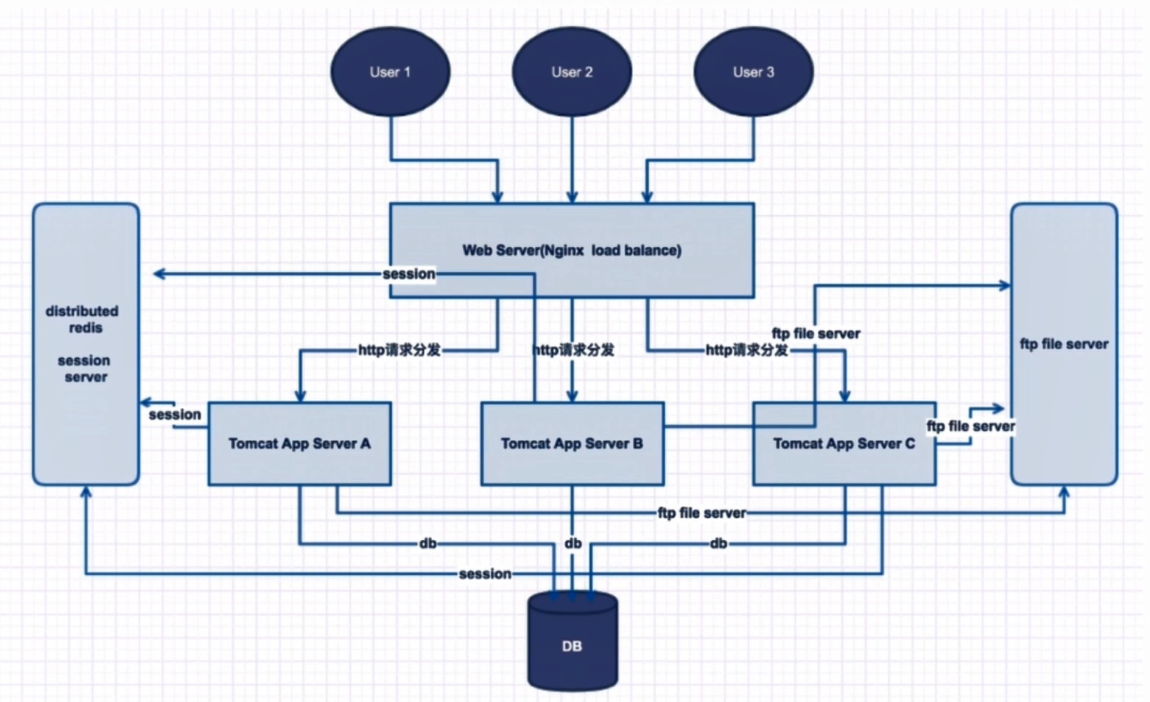 User 1
User 2
User 3
Web Server(Nginx load balance)
session
distributed
redis
session
server
ftp file server
ftp file server
http请求分发
http请求分发
http请求分发
session
Tomcat App Server A
Tomcat App Server B
Tomcat App Server C
ftp file server
ftp file server
db
db
db
session
DB